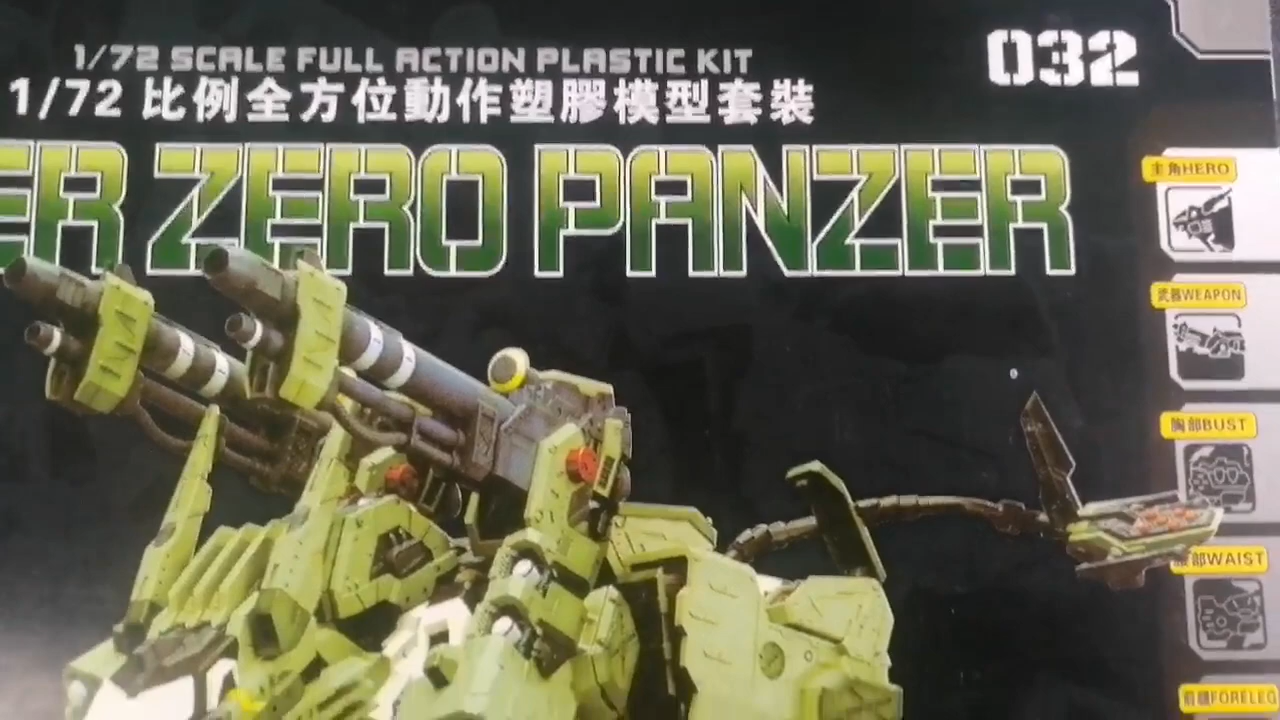 1/72 SCALE FULL ACTION PLASTIC KIT
032
1/72 比例全方位動作塑膠模型套裝
ER ZERO PANZER
主角HERO
武器WEAPON
胸部BUST
腰部WAIST
前腿FORELEG